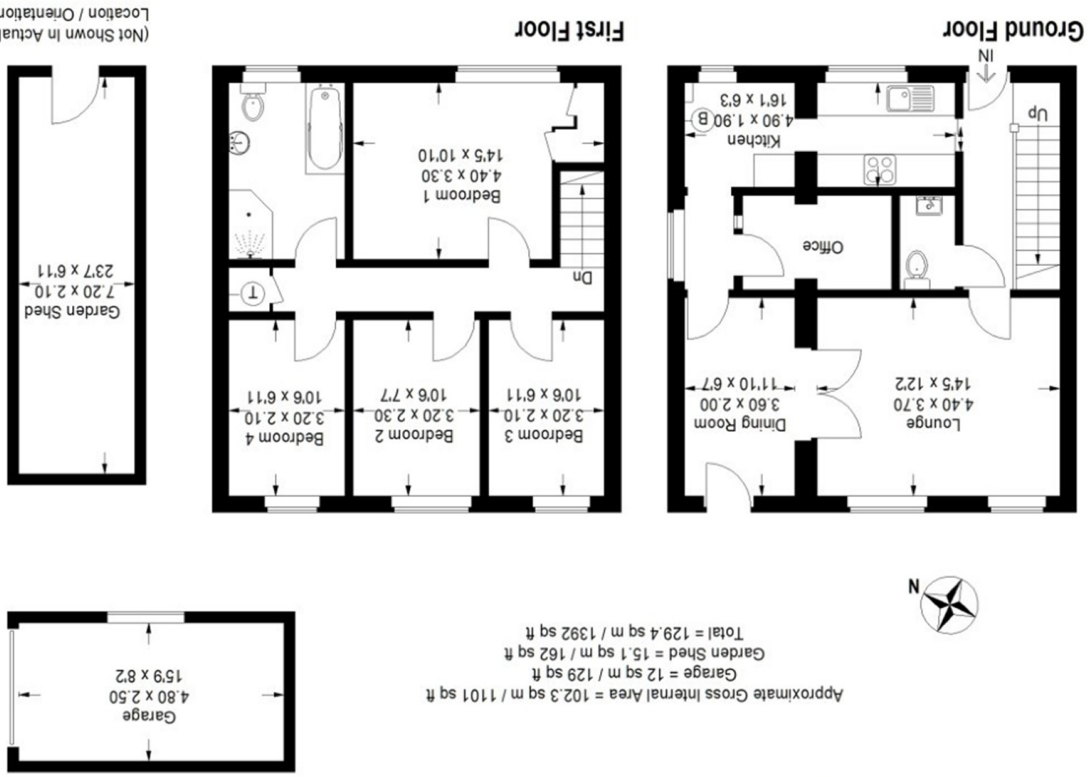 Approximate Gross Internal Area = 102.3 sq m / 1101 sq ft
Garage = 12 sq m / 129 sq ft
Garden Shed = 15.1 sq m / 162 sq ft
Total = 129.4 sq m / 1392 sq ft
N
Garage
4.80 x 2.50
15'9 x 8'2
Lounge
4.40 x 3.70
14'5 x 12'2
Dining Room
3.60 x 2.00
11'10 x 6'7
Office
Up
Kitchen
4.90 x 1.90
16'1 x 6'3
B
IN
Ground Floor
Bedroom 3
3.20 x 2.10
10'6 x 6'11
Bedroom 2
3.20 x 2.30
10'6 x 7'7
Bedroom 4
3.20 x 2.10
10'6 x 6'11
Dn
T
Bedroom 1
4.40 x 3.30
14'5 x 10'10
First Floor
Garden Shed
7.20 x 2.10
23'7 x 6'11
(Not Shown In Actual
Location / Orientation